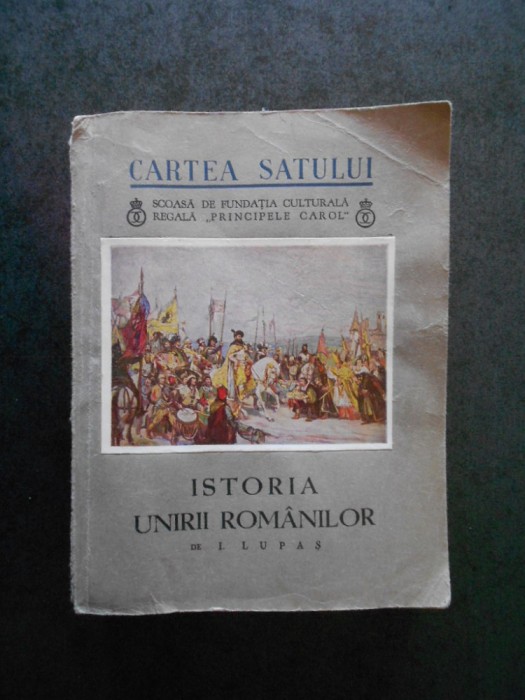 CARTEA SATULUI
SCOASĂ DE FUNDAȚIA CULTURALĂ
REGALĂ „PRINCIPELE CAROL“
ISTORIA
UNIRII ROMÂNILOR
DE I. LUPAȘ